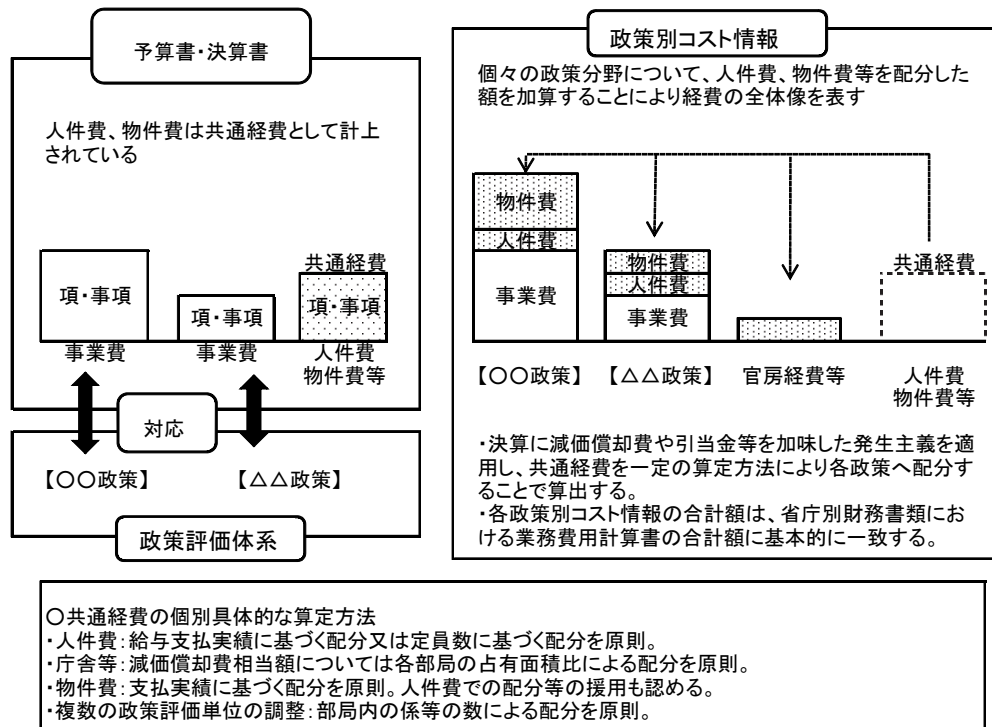 予算書・決算書
人件費、物件費は共通経費として計上
されている
共通経費
項・事項
項・事項
項・事項
事業費
事業費
人件費
物件費等
対応
【〇〇政策】
【△△政策】
政策評価体系
政策別コスト情報
個々の政策分野について、人件費、物件費等を配分した
額を加算することにより経費の全体像を表す
物件費
人件費
事業費
物件費
人件費
事業費
共通経費
【〇〇政策】
【△△政策】
官房経費等
人件費
物件費等
・決算に減価償却費や引当金等を加味した発生主義を適
用し、共通経費を一定の算定方法により各政策へ配分す
ることで算出する。
・各政策別コスト情報の合計額は、省庁別財務書類にお
ける業務費用計算書の合計額に基本的に一致する。
〇共通経費の個別具体的な算定方法
・人件費：給与支払実績に基づく配分又は定員数に基づく配分を原則。
・庁舎等：減価償却費相当額については各部局の占有面積比による配分を原則。
・物件費：支払実績に基づく配分を原則。人件費での配分等の援用も認める。
・複数の政策評価単位の調整：部局内の係等の数による配分を原則。